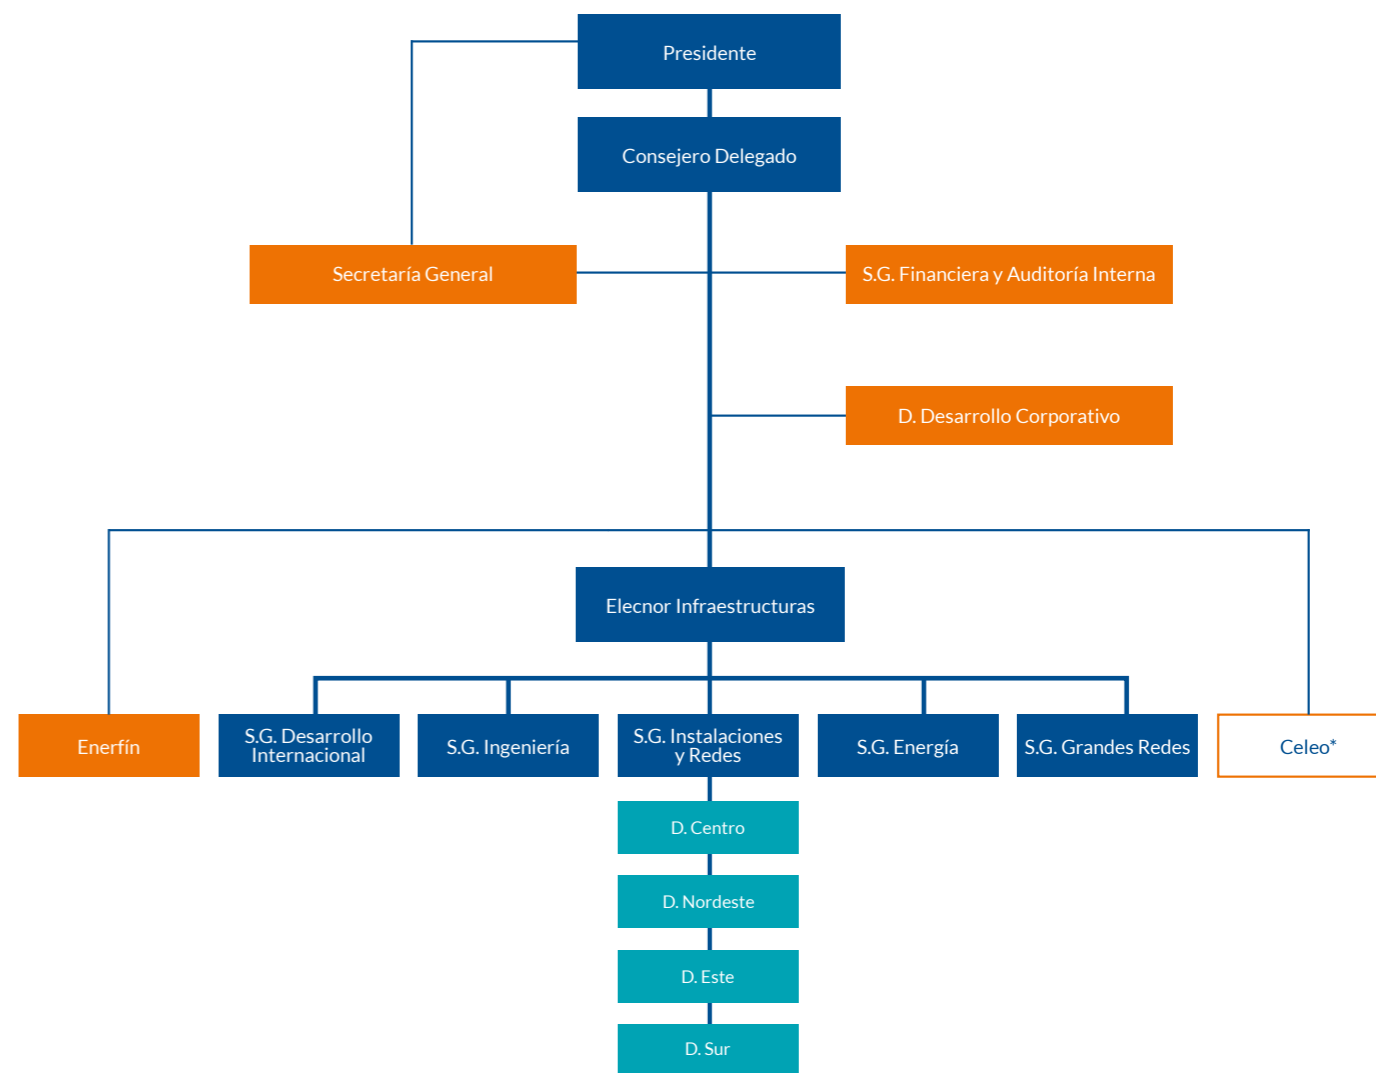 Presidente
Consejero Delegado
Secretaría General
S.G. Financiera y Auditoría Interna
D. Desarrollo Corporativo
Elecnor Infraestructuras
Enerfín
S.G. Desarrollo
Internacional
S.G. Ingeniería
S.G. Instalaciones
y Redes
S.G. Energía
S.G. Grandes Redes
Celeo*
D. Centro
D. Nordeste
D. Este
D. Sur